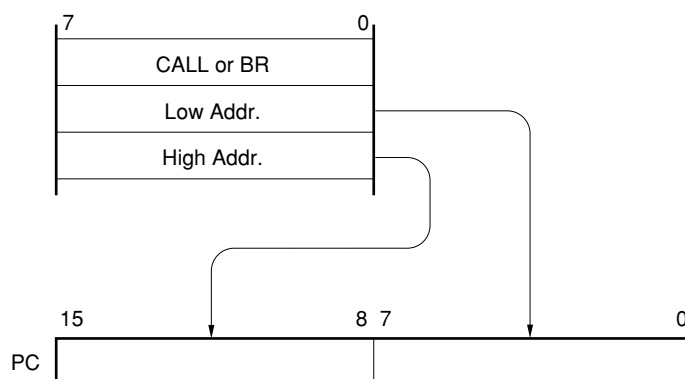 7 0
CALL or BR
Low Addr.
High Addr.
15 8 7 0
PC